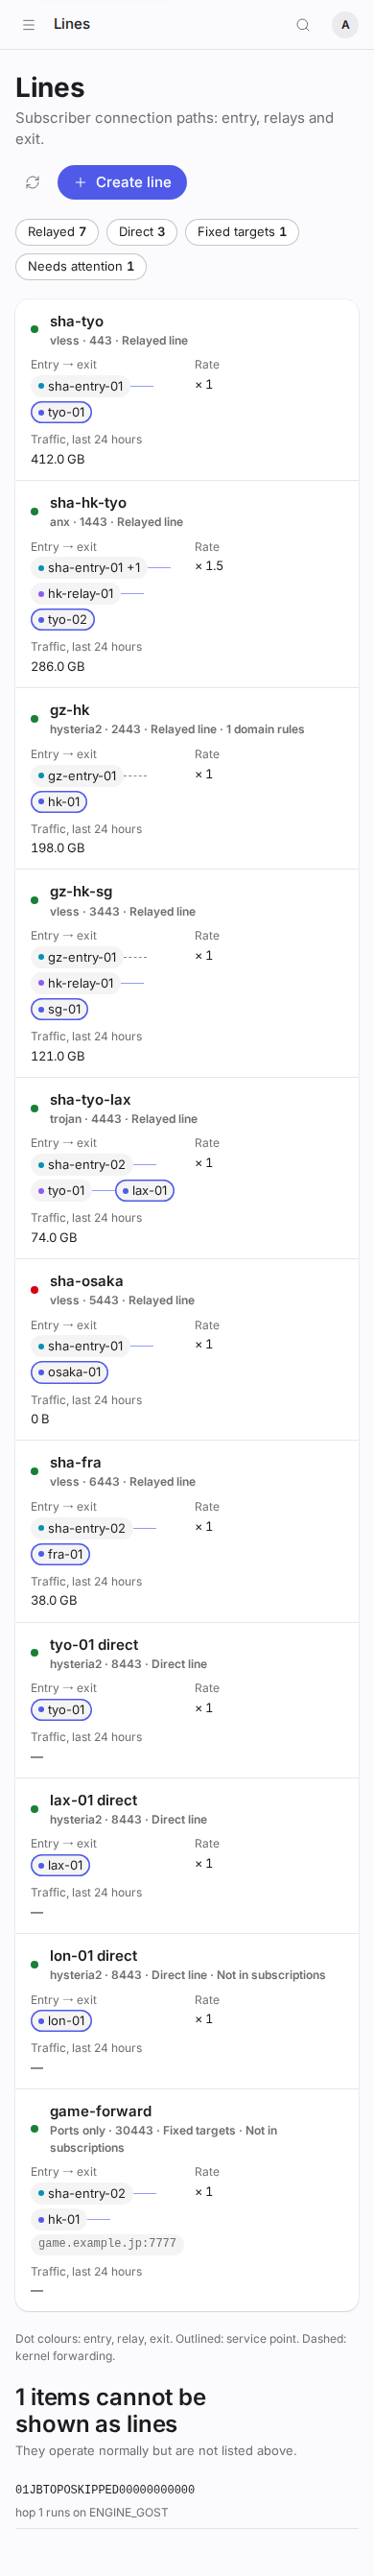 Lines
A
Lines
Subscriber connection paths: entry, relays and
exit.
Create line
Relayed 7
Direct 3
Fixed targets 1
Needs attention 1
sha-tyo
vless · 443 · Relayed line
Entry → exit
Rate
sha-entry-01
× 1
tyo-01
Traffic, last 24 hours
412.0 GB
sha-hk-tyo
anx · 1443 · Relayed line
Entry → exit
Rate
sha-entry-01 +1
× 1.5
hk-relay-01
tyo-02
Traffic, last 24 hours
286.0 GB
gz-hk
hysteria2 · 2443 · Relayed line · 1 domain rules
Entry → exit
Rate
gz-entry-01
× 1
hk-01
Traffic, last 24 hours
198.0 GB
gz-hk-sg
vless · 3443 · Relayed line
Entry → exit
Rate
gz-entry-01
× 1
hk-relay-01
sg-01
Traffic, last 24 hours
121.0 GB
sha-tyo-lax
trojan · 4443 · Relayed line
Entry → exit
Rate
sha-entry-02
× 1
tyo-01
lax-01
Traffic, last 24 hours
74.0 GB
sha-osaka
vless · 5443 · Relayed line
Entry → exit
Rate
sha-entry-01
× 1
osaka-01
Traffic, last 24 hours
0 B
sha-fra
vless · 6443 · Relayed line
Entry → exit
Rate
sha-entry-02
× 1
fra-01
Traffic, last 24 hours
38.0 GB
tyo-01 direct
hysteria2 · 8443 · Direct line
Entry → exit
Rate
tyo-01
× 1
Traffic, last 24 hours
—
lax-01 direct
hysteria2 · 8443 · Direct line
Entry → exit
Rate
lax-01
× 1
Traffic, last 24 hours
—
lon-01 direct
hysteria2 · 8443 · Direct line · Not in subscriptions
Entry → exit
Rate
lon-01
× 1
Traffic, last 24 hours
—
game-forward
Ports only · 30443 · Fixed targets · Not in
subscriptions
Entry → exit
Rate
sha-entry-02
× 1
hk-01
game.example.jp:7777
Traffic, last 24 hours
—
Dot colours: entry, relay, exit. Outlined: service point. Dashed:
kernel forwarding.
1 items cannot be
shown as lines
They operate normally but are not listed above.
01JBTOPOSKIPPED00000000000
hop 1 runs on ENGINE_GOST